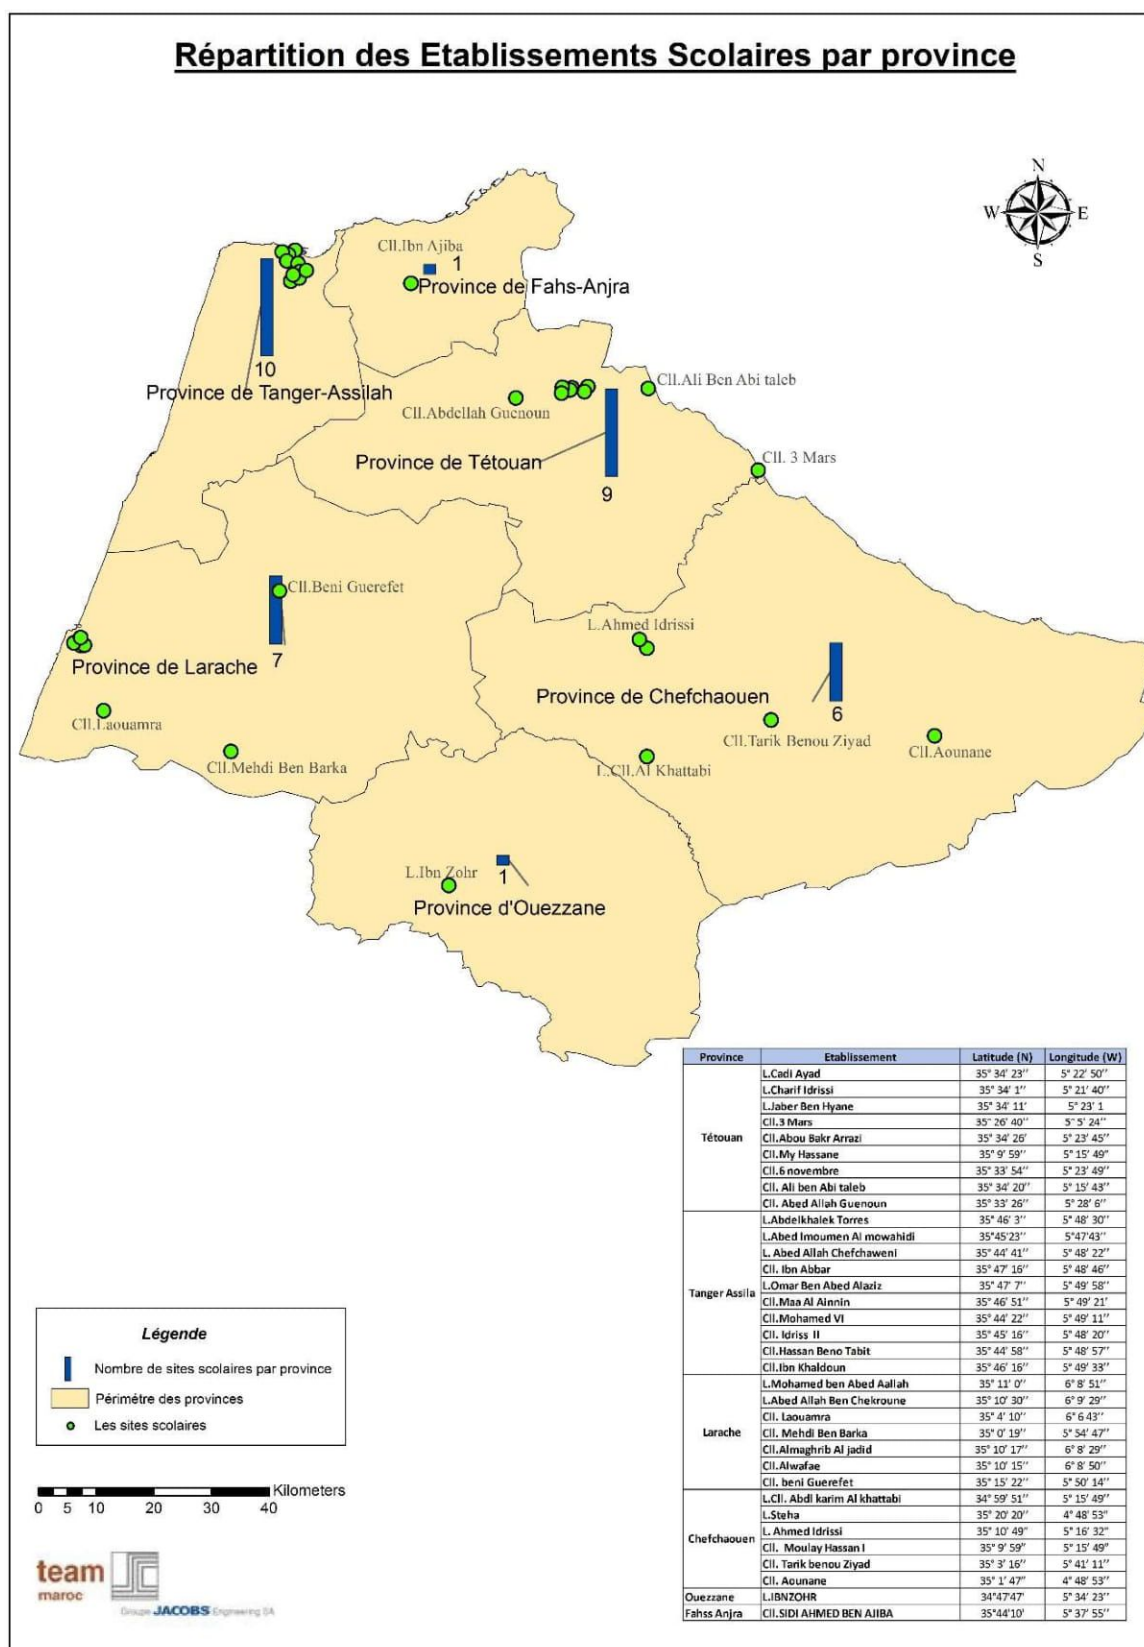 Répartition des Etablissements Scolaires par province
N
W E
S
Cll.Ibn Ajiba
1
Province de Fahs-Anjra
10
Province de Tanger-Assilah
Cll.Ali Ben Abi taleb
Cll.Abdellah Guenoun
Province de Tétouan
Cll. 3 Mars
9
Cll.Beni Guerefet
L.Ahmed Idrissi
Province de Larache
7
Province de Chefchaouen
6
Cll.Laouamra
Cll.Tarik Benou Ziyad
Cll.Aounane
Cll.Mehdi Ben Barka
L.Cll.Al Khattabi
L.Ibn Zohr
1
Province d'Ouezzane
Province Etablissement Latitude (N) Longitude (W)
Tétouan
L.Cadi Ayad 35° 34' 23'' 5° 22' 50''
L.Charif Idrissi 35° 34' 1'' 5° 21' 40''
L.Jaber Ben Hyane 35° 34' 11' 5° 23' 1
Cll.3 Mars 35° 26' 40'' 5° 5' 24''
Cll.Abou Bakr Arrazi 35° 34' 26' 5° 23' 45''
Cll.My Hassane 35° 9' 59'' 5° 15' 49"
Cll.6 novembre 35° 33' 54'' 5° 23' 49''
Cll. Ali ben Abi taleb 35° 34' 20'' 5° 15' 43''
Cll. Abed Allah Guenoun 35° 33' 26'' 5° 28' 6''
Tanger Assila
L.Abdelkhalek Torres 35° 46' 3'' 5° 48' 30''
L.Abed Imoumen Al mowahidi 35°45'23'' 5°47'43''
L. Abed Allah Chefchaweni 35° 44' 41'' 5° 48' 22''
Cll. Ibn Abbar 35° 47' 16'' 5° 48' 46''
L.Omar Ben Abed Alaziz 35° 47' 7'' 5° 49' 58''
Cll.Maa Al Ainnin 35° 46' 51'' 5° 49' 21'
Cll.Mohamed VI 35° 44' 22'' 5° 49' 11''
Cll. Idriss II 35° 45' 16'' 5° 48' 20''
Cll.Hassan Beno Tabit 35° 44' 58'' 5° 48' 57''
Cll.Ibn Khaldoun 35° 46' 16'' 5° 49' 33''
Larache
L.Mohamed ben Abed Aallah 35° 11' 0'' 6° 8' 51''
L.Abed Allah Ben Chekroune 35° 10' 30'' 6° 9' 29''
Cll. Laouamra 35° 4' 10'' 6° 6 43''
Cll. Mehdi Ben Barka 35° 0' 19'' 5° 54' 47''
Cll.Almaghrib Al jadid 35° 10' 17'' 6° 8' 29''
Cll.Alwafae 35° 10' 15'' 6° 8' 50''
Cll. beni Guerefet 35° 15' 22'' 5° 50' 14''
Chefchaouen
L.Cll. Abdi karim Al khattabi 34° 59' 51'' 5° 15' 49''
L.Steha 35° 20' 20'' 4° 48' 53"
L. Ahmed Idrissi 35° 10' 49" 5° 16' 32"
Cll. Moulay Hassan I 35° 9' 59" 5° 15' 49"
Cll. Tarik benou Ziyad 35° 3' 16'' 5° 41' 11''
Cll. Aounane 35° 1' 47" 4° 48' 53"
Ouezzane L.IBNZOHR 34°47'47' 5° 34' 23''
Fahss Anjra Cll.SIDI AHMED BEN AJIBA 35°44'10' 5° 37' 55''
Légende
Nombre de sites scolaires par province
Périmétre des provinces
Les sites scolaires
Kilometers
0 5 10 20 30 40
team
maroc
Groupe JACOBS Engineering SA